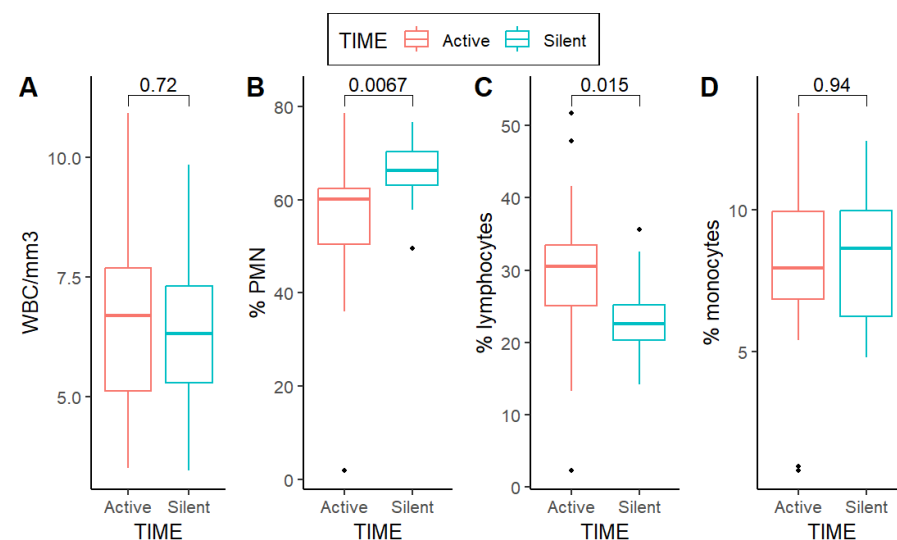 TIME Active Silent
A
0.72
WBC/mm3
10.0
7.5
5.0
Active Silent
TIME
B
0.0067
% PMN
80
60
40
20
0
Active Silent
TIME
C
0.015
% lymphocytes
50
40
30
20
10
0
Active Silent
TIME
D
0.94
% monocytes
10
5
Active Silent
TIME